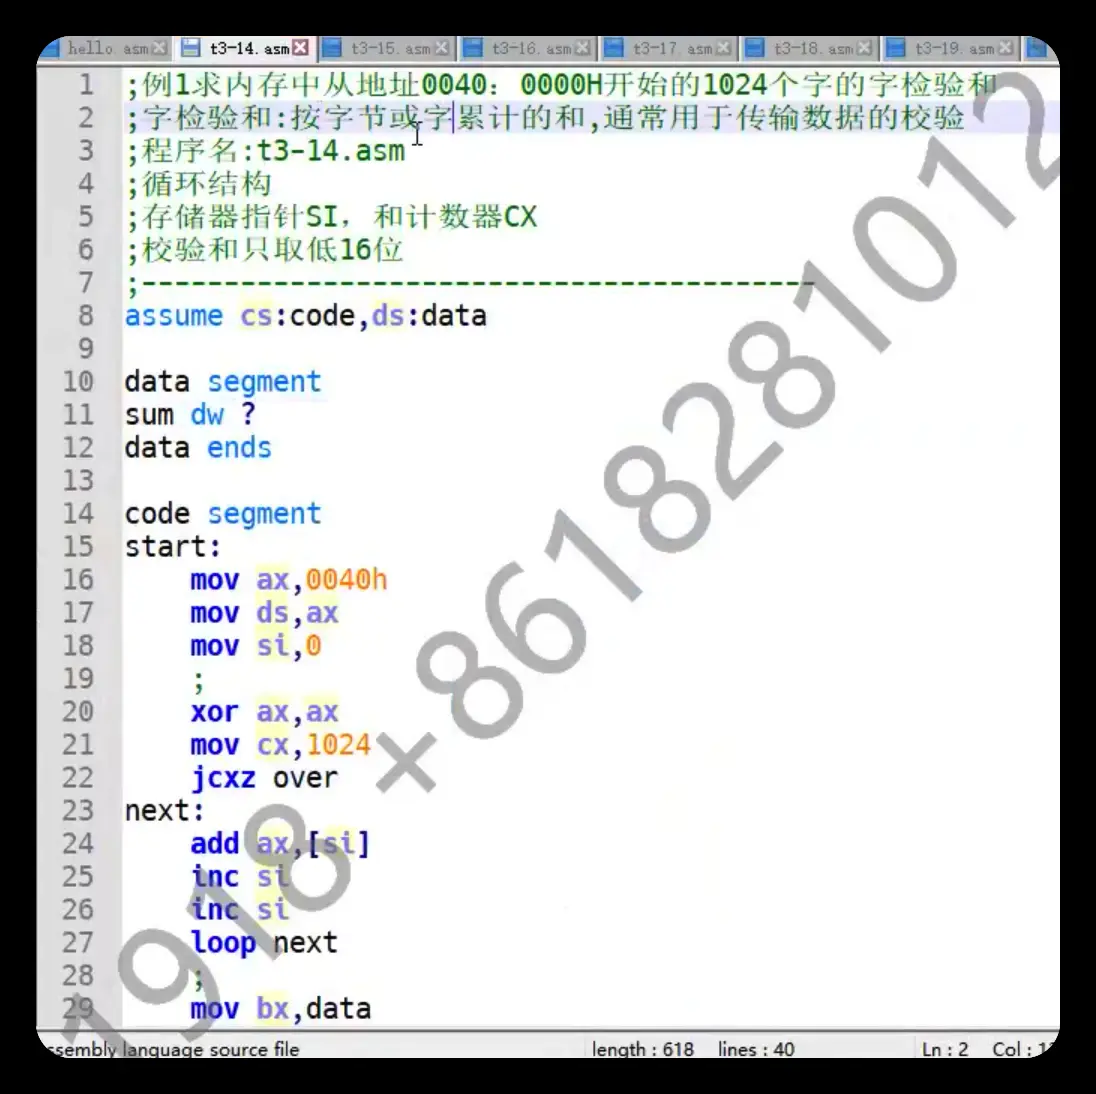 hello.asm t3-14.asm t3-15.asm t3-16.asm t3-17.asm t3-18.asm t3-19.asm
1 ;例1求内存中从地址0040：0000H开始的1024个字的字检验和
2 ;字检验和:按字节或字累计的和,通常用于传输数据的校验
3 ;程序名:t3-14.asm
4 ;循环结构
5 ;存储器指针SI，和计数器CX
6 ;校验和只取低16位
7 ;-----------------------------------------
8 assume cs:code,ds:data
9
10 data segment
11 sum dw ?
12 data ends
13
14 code segment
15 start:
16 mov ax,0040h
17 mov ds,ax
18 mov si,0
19 ;
20 xor ax,ax
21 mov cx,1024
22 jcxz over
23 next:
24 add ax,[si]
25 inc si
26 inc si
27 loop next
28 ;
29 mov bx,data
ssembly language source file length : 618 lines : 40 Ln : 2 Col : 1
1918 +8618281012